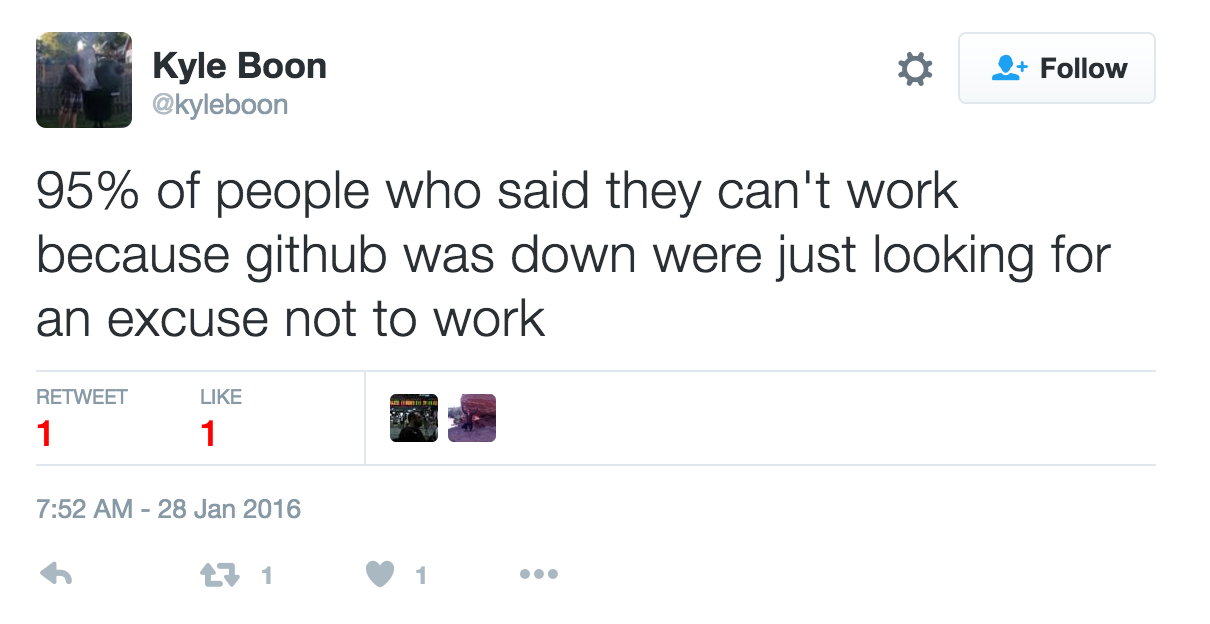 Kyle Boon
@kyleboon
Follow
95% of people who said they can't work
because github was down were just looking for
an excuse not to work
RETWEET LIKE
1 1
7:52 AM - 28 Jan 2016
1 1